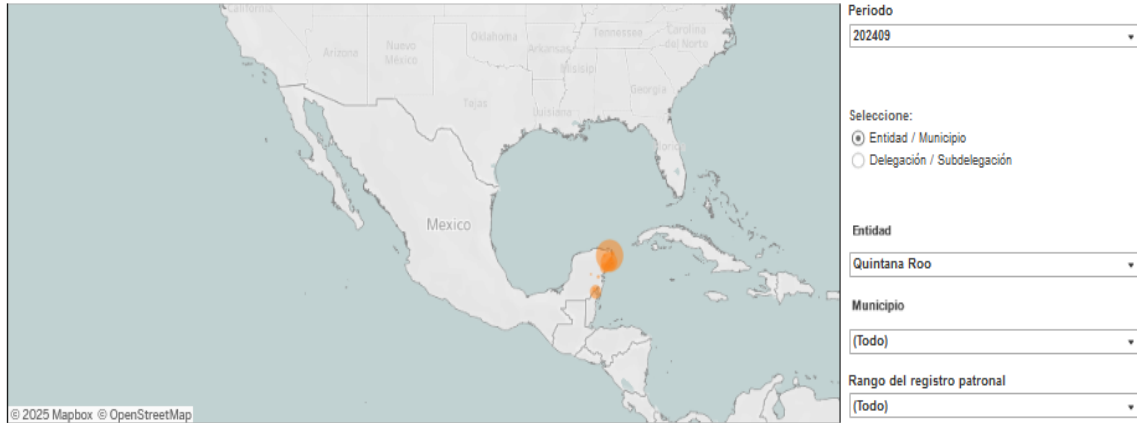 California
Arizona
Nuevo
México
Oklahoma
Arkansas
Tennessee
Carolina
del Norte
Misisipi
Georgia
Tejas
Luisiana
Florida
Mexico
© 2025 Mapbox © OpenStreetMap
Periodo
202409
Seleccione:
Entidad / Municipio
Delegación / Subdelegación
Entidad
Quintana Roo
Municipio
(Todo)
Rango del registro patronal
(Todo)